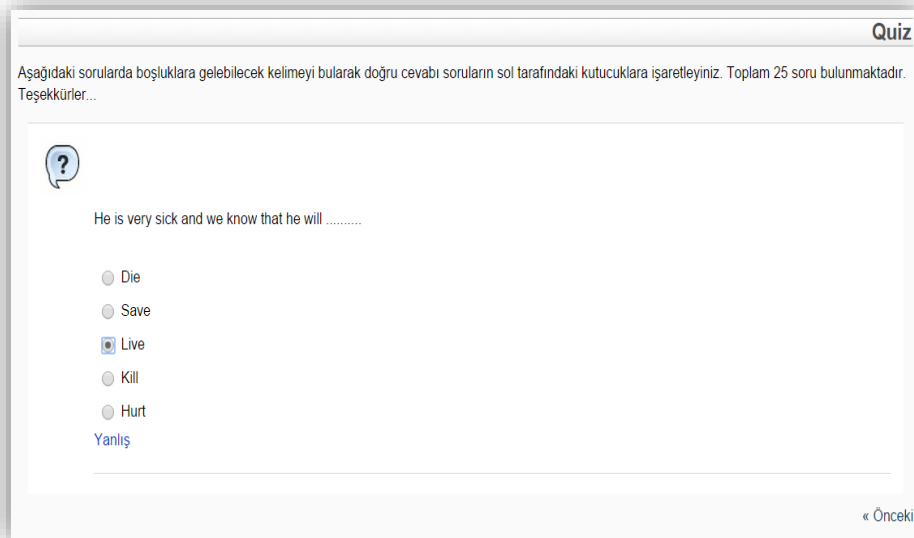 Quiz
Aşağıdaki sorularda boşluklara gelebilecek kelimeyi bularak doğru cevabı soruların sol tarafındaki kutucuklara işaretleyiniz. Toplam 25 soru bulunmaktadır.
Teşekkürler...
?
He is very sick and we know that he will ..........
Die
Save
Live
Kill
Hurt
Yanlış
« Önceki